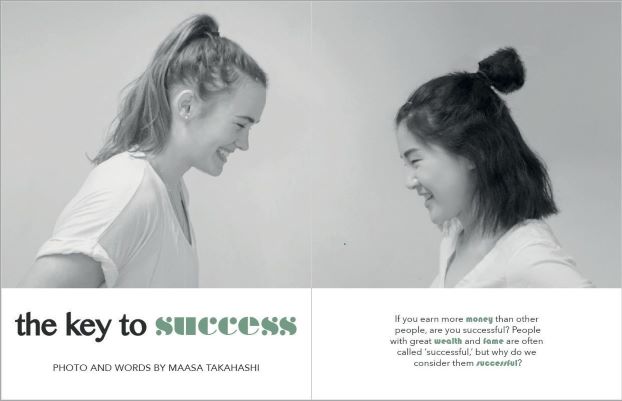 the key to success
PHOTO AND WORDS BY MAASA TAKAHASHI
If you earn more money than other
people, are you successful? People
with great wealth and fame are often
called ‘successful,’ but why do we
consider them successful?